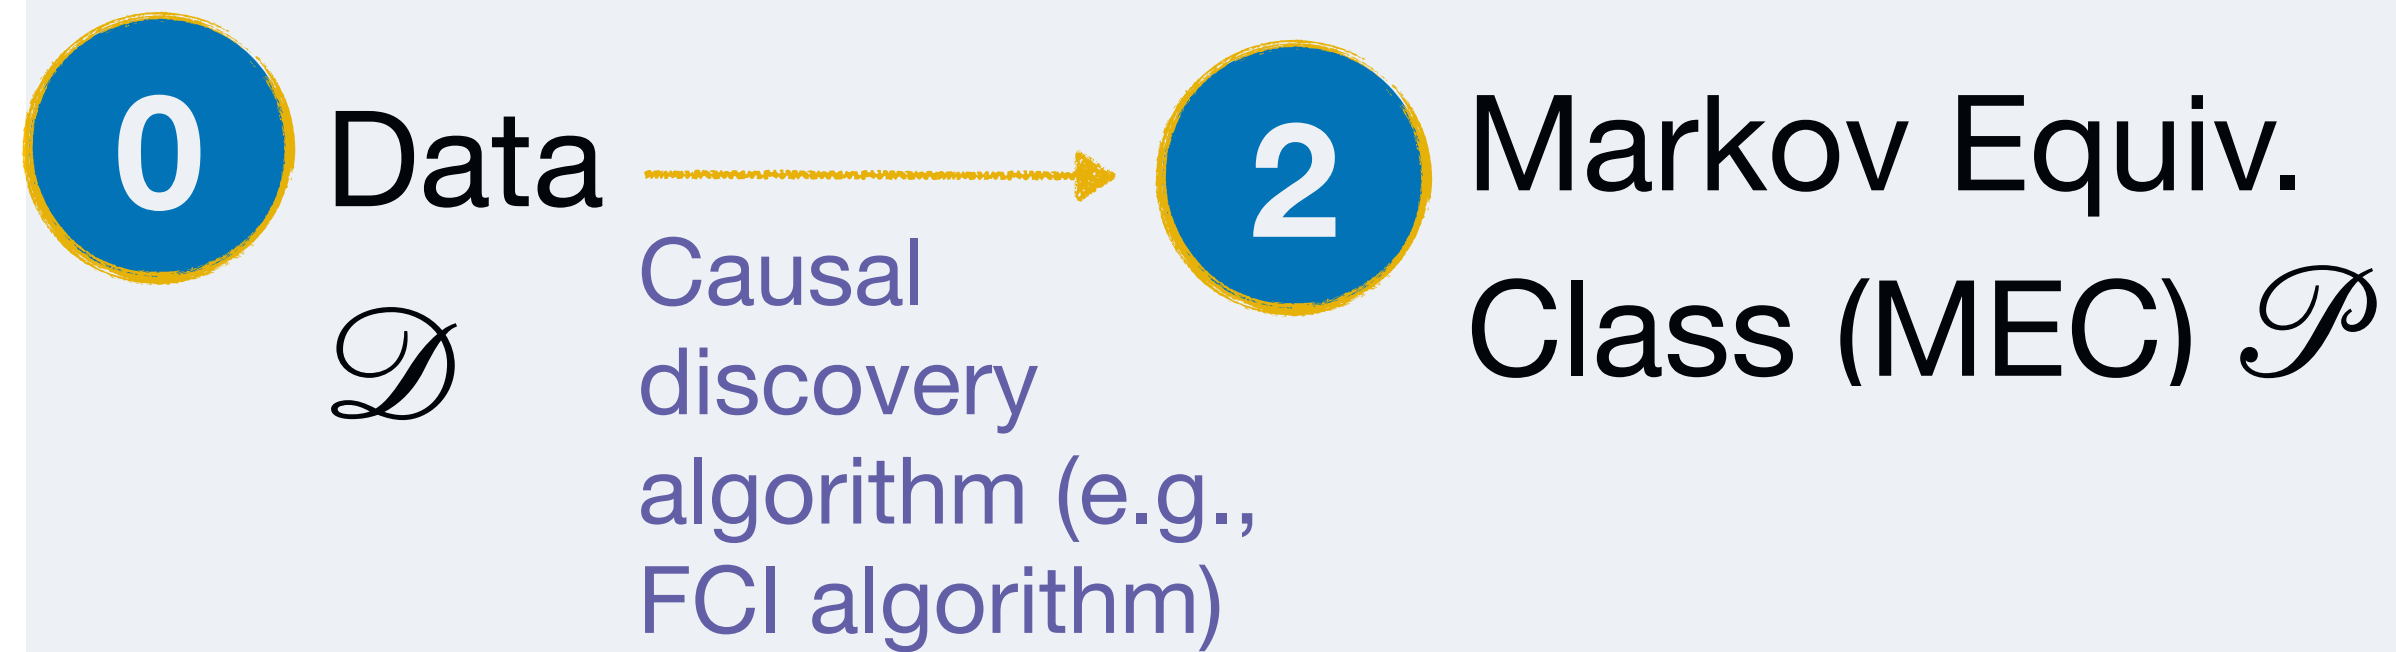 0 Data
𝒟
Causal
discovery
algorithm (e.g.,
FCI algorithm)
2 Markov Equiv.
Class (MEC) 𝒫